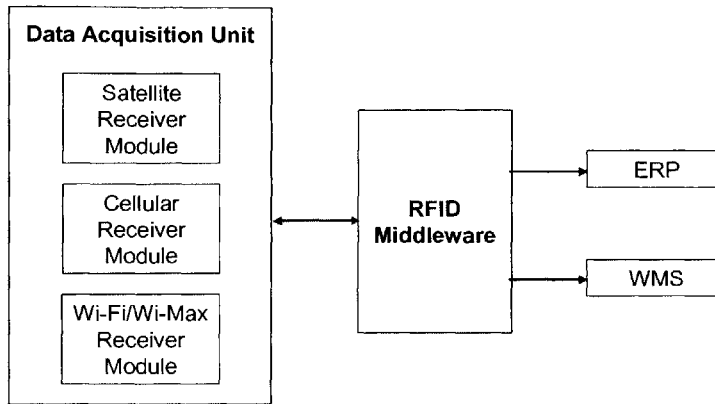 Data Acquisition Unit
Satellite
Receiver
Module
Cellular
Receiver
Module
Wi-Fi/Wi-Max
Receiver
Module
RFID
Middleware
ERP
WMS